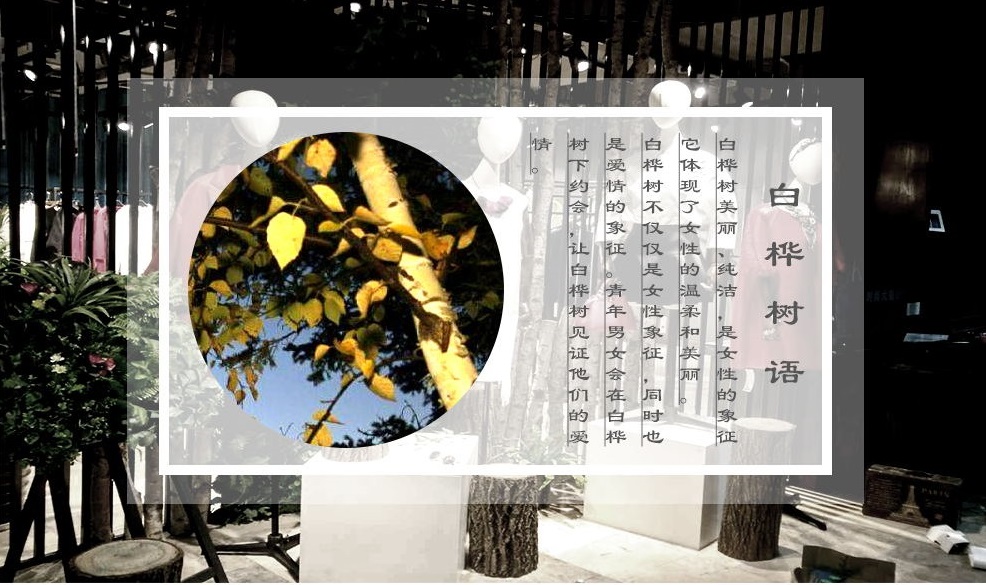 白桦树语
白桦树美丽、纯洁，是女性的象征
它体现了女性的温柔和美丽。
白桦树不仅仅是女性象征，同时也
是爱情的象征。青年男女会在白桦
树下约会，让白桦树见证他们的爱
情。
PARIS